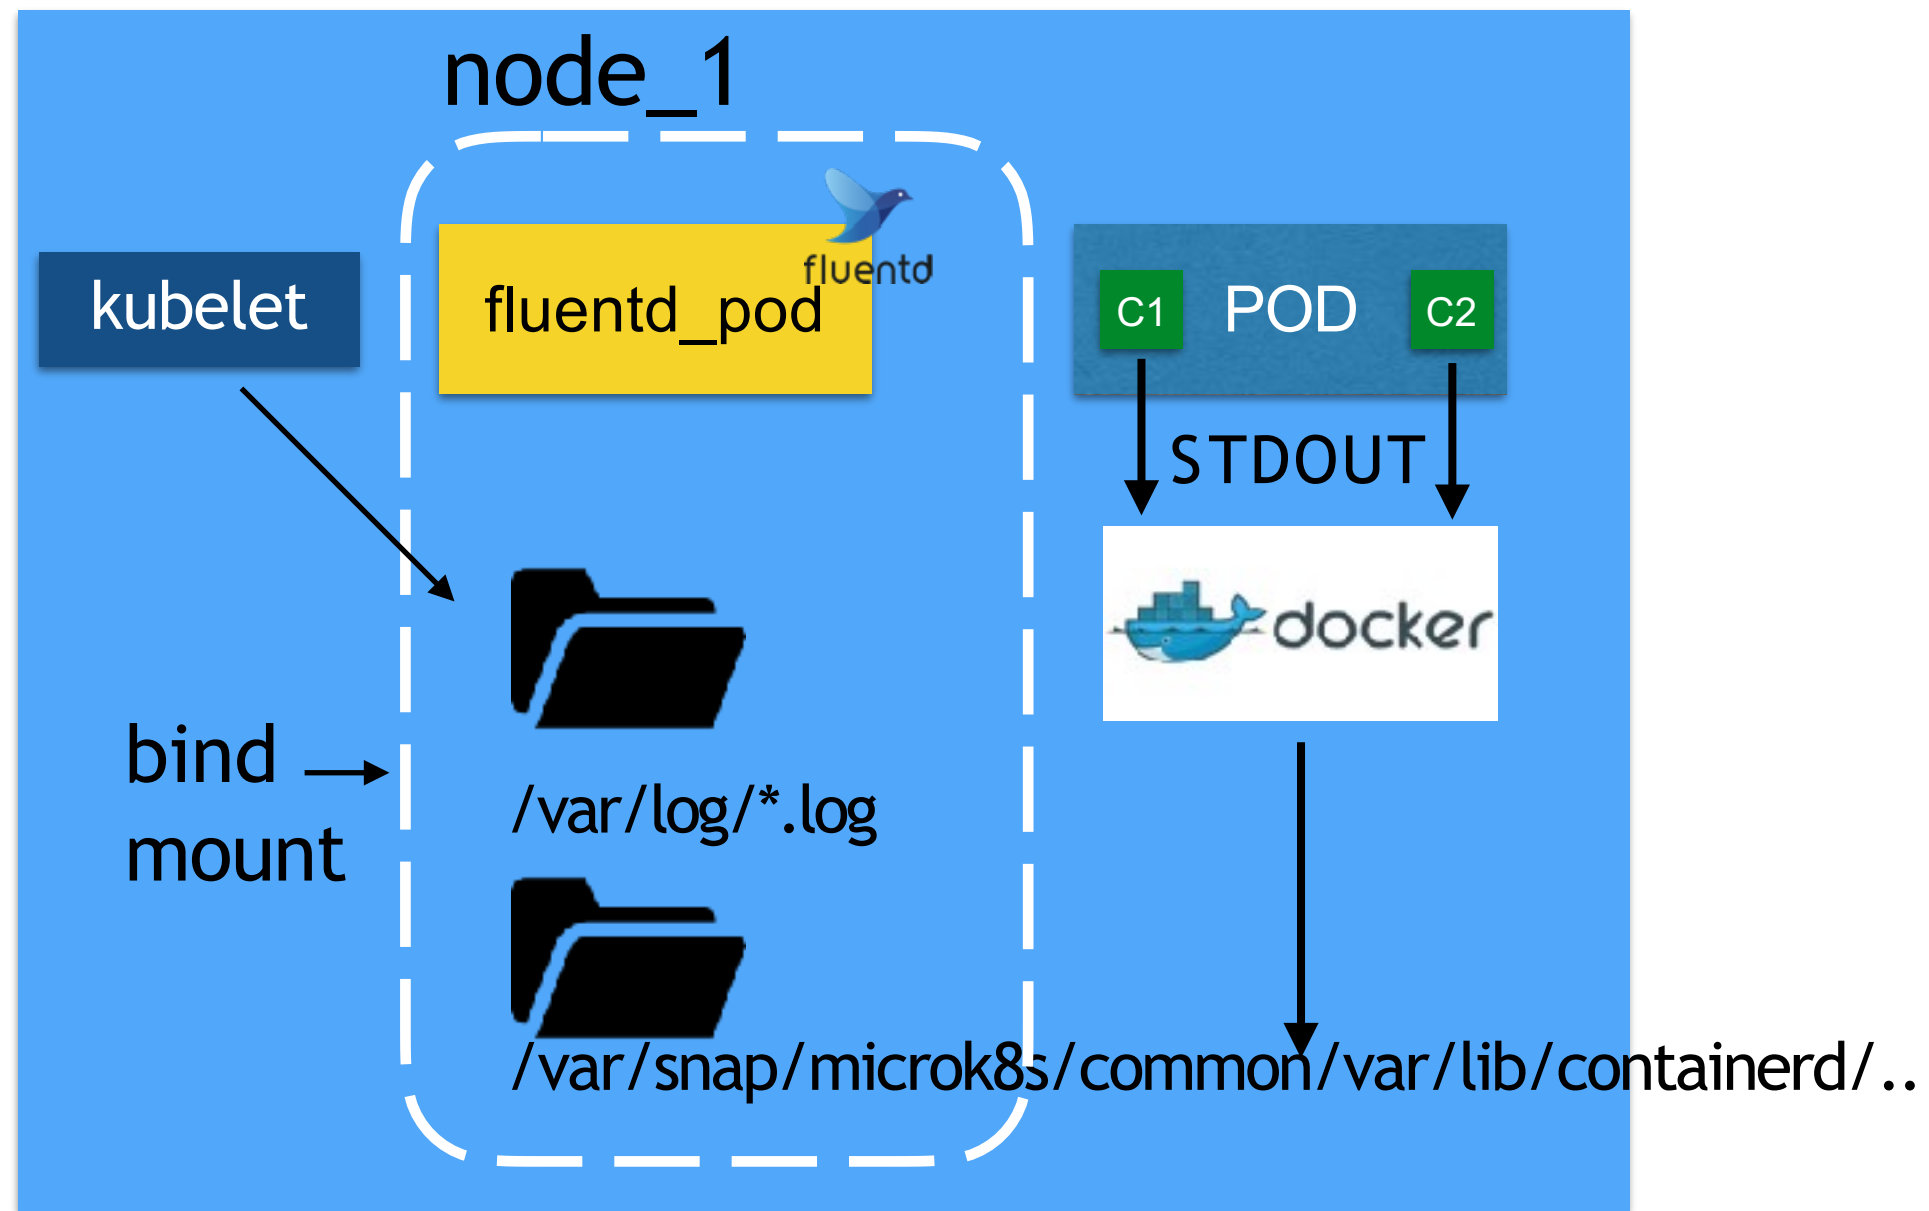 node_1
kubelet
fluentd_pod
fluentd
C1
POD
C2
STDOUT
docker
bind
mount
/var/log/*.log
/var/snap/microk8s/common/var/lib/containerd/..